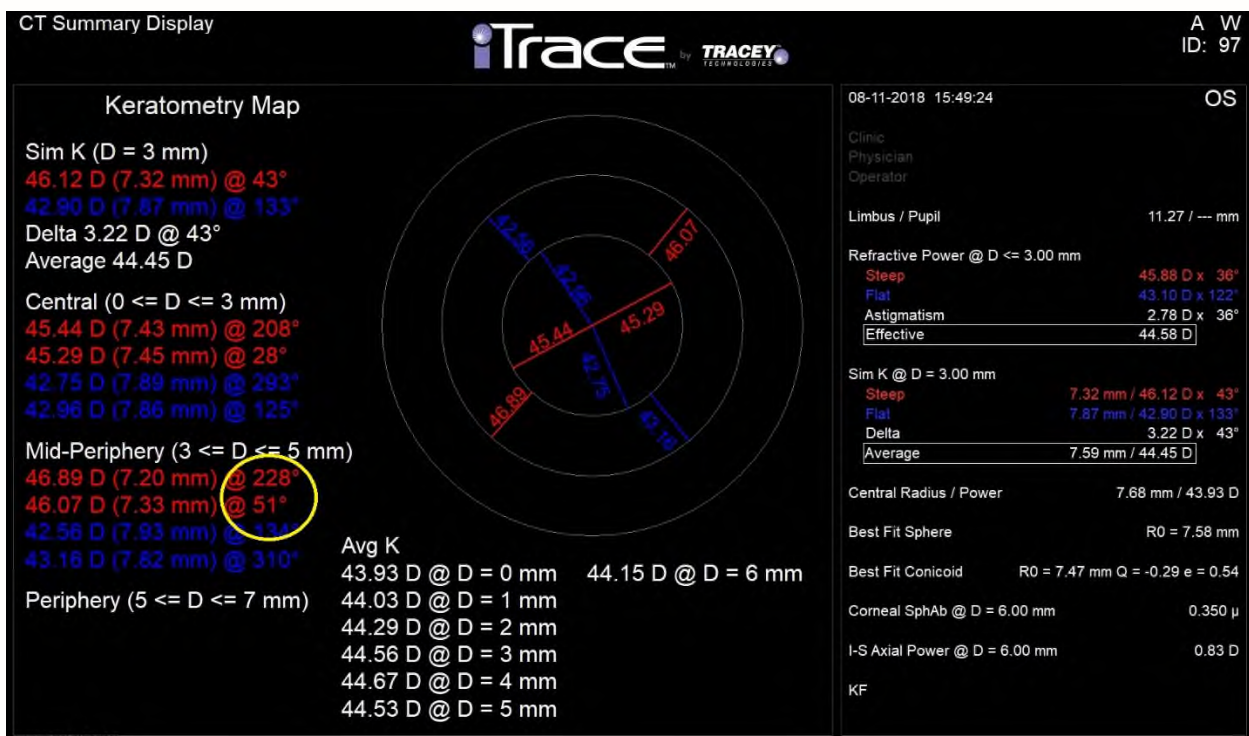 CT Summary Display
iTrace TM by TRACEY TECHNOLOGIES
A W
ID: 97
Keratometry Map
Sim K (D = 3 mm)
46.12 D (7.32 mm) @ 43°
42.90 D (7.87 mm) @ 133°
Delta 3.22 D @ 43°
Average 44.45 D
Central (0 <= D <= 3 mm)
45.44 D (7.43 mm) @ 208°
45.29 D (7.45 mm) @ 28°
42.75 D (7.89 mm) @ 293°
42.96 D (7.86 mm) @ 125°
Mid-Periphery (3 <= D <= 5 mm)
46.89 D (7.20 mm) @ 228°
46.07 D (7.33 mm) @ 51°
42.56 D (7.93 mm) @ 134°
43.16 D (7.82 mm) @ 310°
Periphery (5 <= D <= 7 mm)
42.56
46.07
42.96
45.29
45.44
42.75
46.89
43.16
Avg K
43.93 D @ D = 0 mm 44.15 D @ D = 6 mm
44.03 D @ D = 1 mm
44.29 D @ D = 2 mm
44.56 D @ D = 3 mm
44.67 D @ D = 4 mm
44.53 D @ D = 5 mm
08-11-2018 15:49:24 OS
Clinic
Physician
Operator
Limbus / Pupil 11.27 / --- mm
Refractive Power @ D <= 3.00 mm
Steep 45.88 D x 36°
Flat 43.10 D x 122°
Astigmatism 2.78 D x 36°
Effective 44.58 D
Sim K @ D = 3.00 mm
Steep 7.32 mm / 46.12 D x 43°
Flat 7.87 mm / 42.90 D x 133°
Delta 3.22 D x 43°
Average 7.59 mm / 44.45 D
Central Radius / Power 7.68 mm / 43.93 D
Best Fit Sphere R0 = 7.58 mm
Best Fit Conicoid R0 = 7.47 mm Q = -0.29 e = 0.54
Corneal SphAb @ D = 6.00 mm 0.350 µ
I-S Axial Power @ D = 6.00 mm 0.83 D
KF